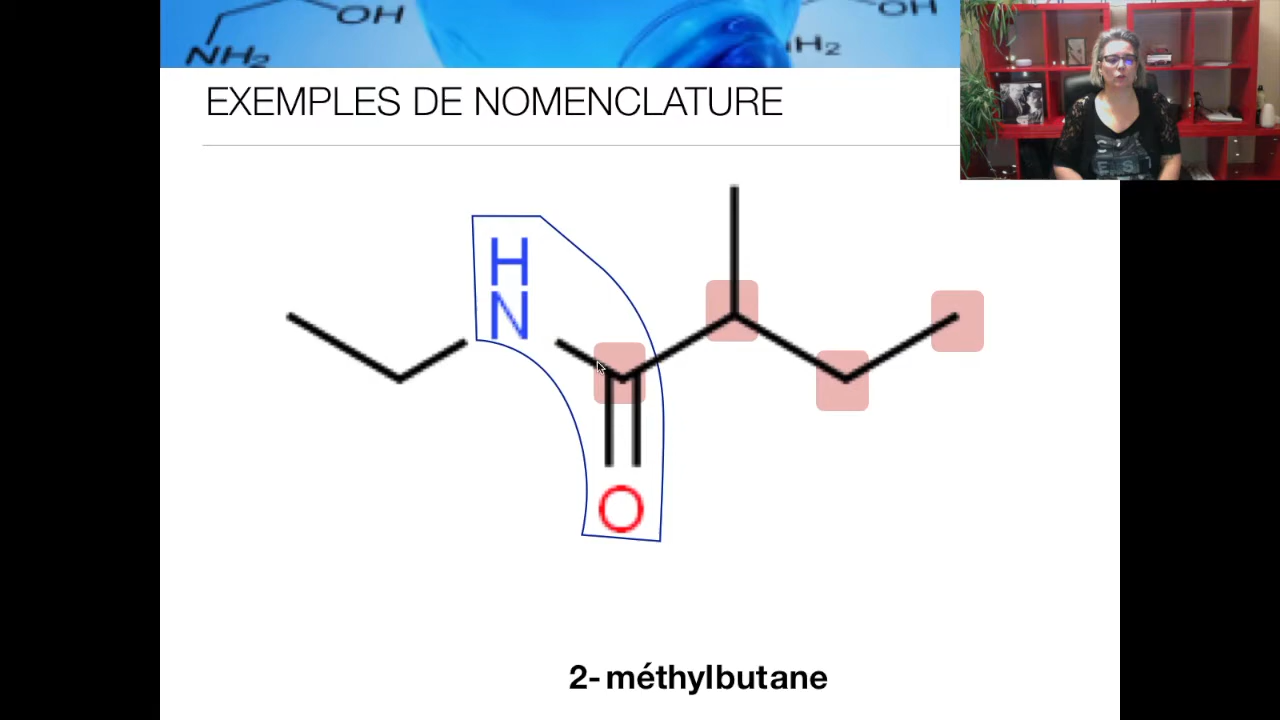 OH
NH₂
OH
H₂
EXEMPLES DE NOMENCLATURE
H
N
O
2- méthylbutane